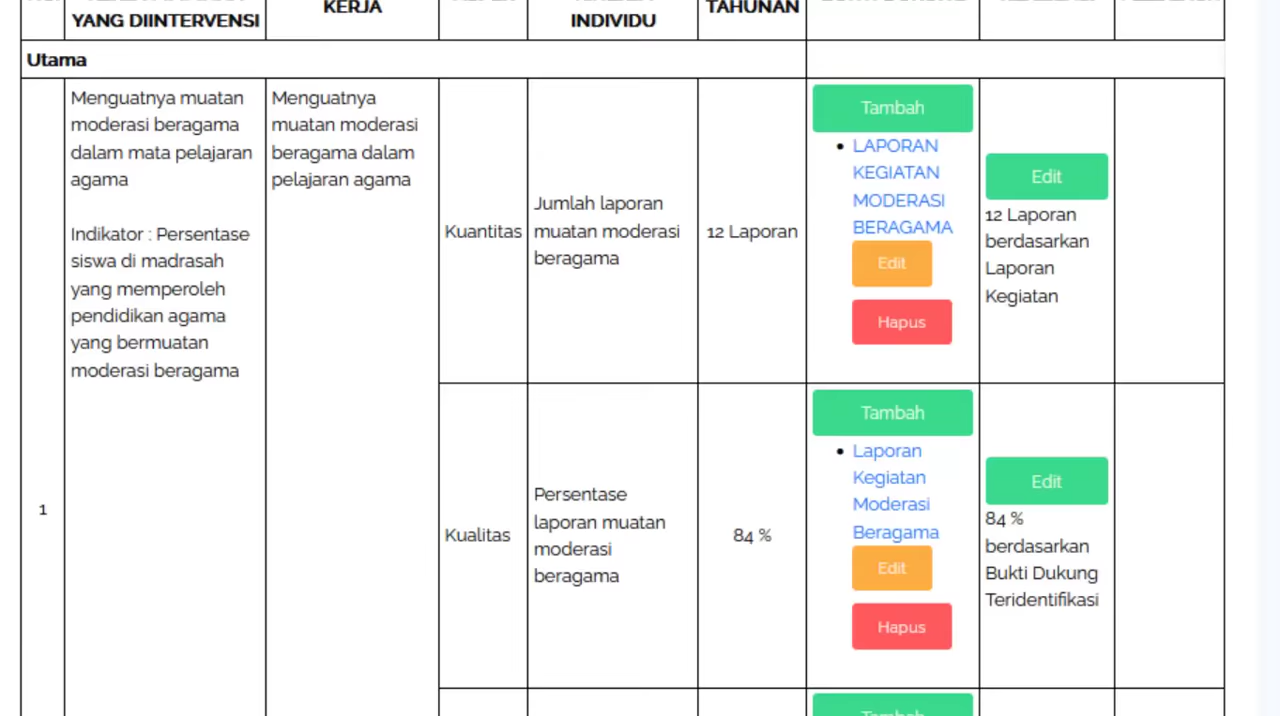 YANG DIINTERVENSI
KERJA
INDIVIDU
TAHUNAN
Utama
1
Menguatnya muatan
moderasi beragama
dalam mata pelajaran
agama
Indikator : Persentase
siswa di madrasah
yang memperoleh
pendidikan agama
yang bermuatan
moderasi beragama
Menguatnya
muatan moderasi
beragama dalam
pelajaran agama
Kuantitas
Jumlah laporan
muatan moderasi
beragama
12 Laporan
Tambah
• LAPORAN
KEGIATAN
MODERASI
BERAGAMA
Edit
Hapus
Edit
12 Laporan
berdasarkan
Laporan
Kegiatan
Kualitas
Persentase
laporan muatan
moderasi
beragama
84 %
Tambah
• Laporan
Kegiatan
Moderasi
Beragama
Edit
Hapus
Edit
84 %
berdasarkan
Bukti Dukung
Teridentifikasi
Tambah